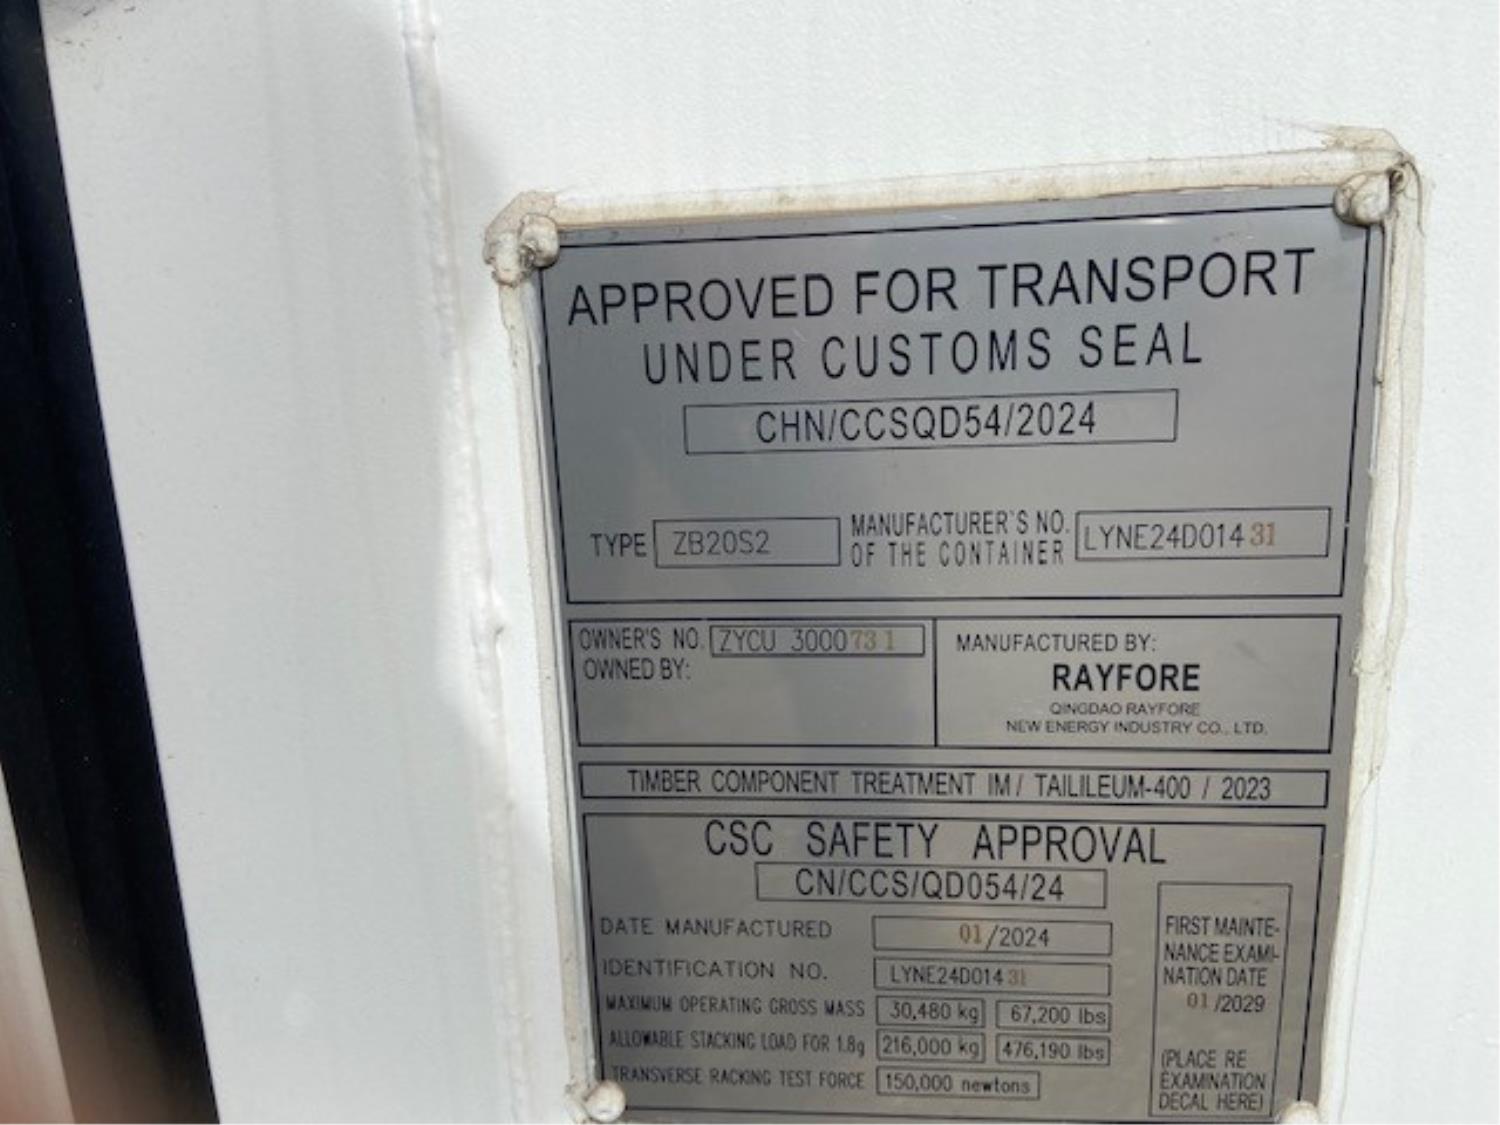 APPROVED FOR TRANSPORT
UNDER CUSTOMS SEAL
CHN/CCSQD54/2024
TYPE ZB20S2 MANUFACTURER'S NO. OF THE CONTAINER LYNE24D01431
OWNER'S NO. ZYCU 3000731
OWNED BY:
MANUFACTURED BY:
RAYFORE
QINGDAO RAYFORE
NEW ENERGY INDUSTRY CO., LTD.
TIMBER COMPONENT TREATMENT IM / TAILILEUM-400 / 2023
CSC SAFETY APPROVAL
CN/CCS/QD054/24
DATE MANUFACTURED 01/2024
IDENTIFICATION NO. LYNE24D01431
MAXIMUM OPERATING GROSS MASS 30,480 kg 67,200 lbs
ALLOWABLE STACKING LOAD FOR 1.8g 216,000 kg 476,190 lbs
TRANSVERSE RACKING TEST FORCE 150,000 newtons
FIRST MAINTE-
NANCE EXAMI-
NATION DATE
01/2029
(PLACE RE
EXAMINATION
DECAL HERE)